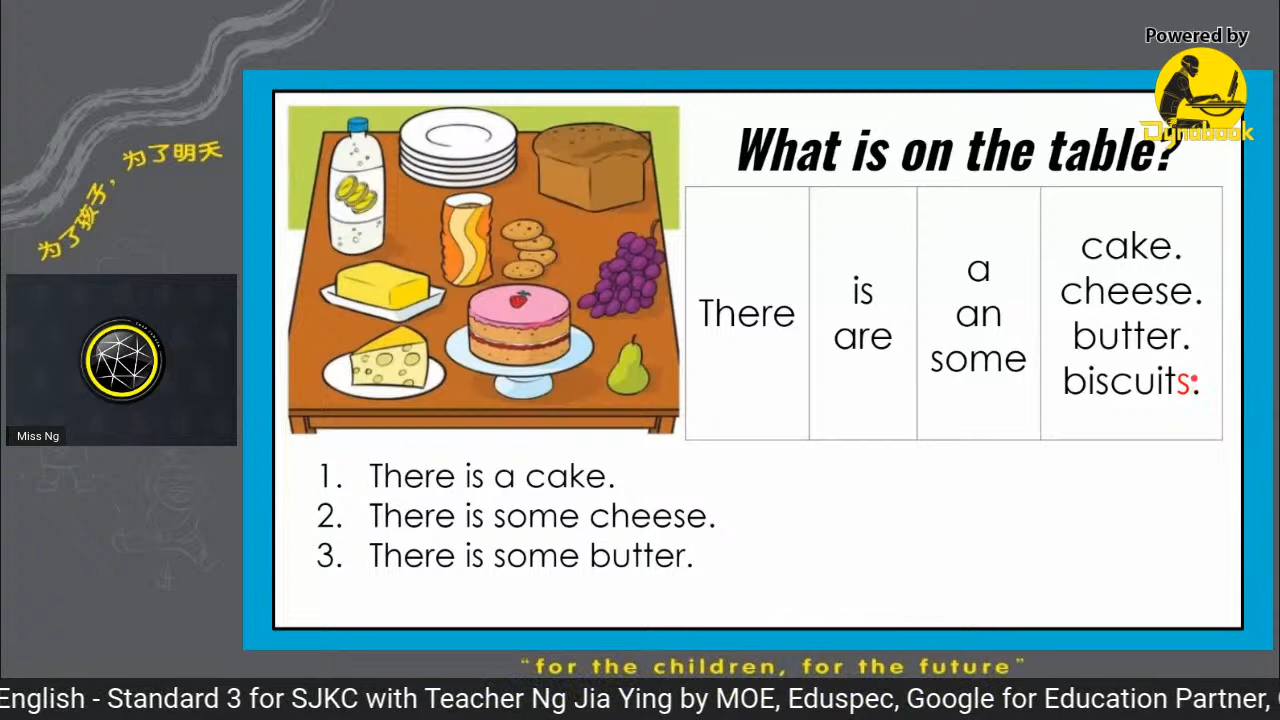 Powered by
Dynabook
为了孩子，为了明天
What is on the table?
There
is
are
a
an
some
cake.
cheese.
butter.
biscuits.
1. There is a cake.
2. There is some cheese.
3. There is some butter.
Miss Ng
“for the children, for the future”
English - Standard 3 for SJKC with Teacher Ng Jia Ying by MOE, Eduspec, Google for Education Partner,